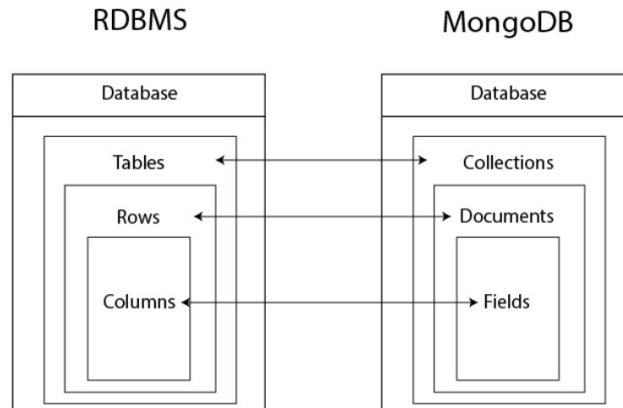 RDBMS
MongoDB
Database
Database
Tables
Collections
Rows
Documents
Columns
Fields